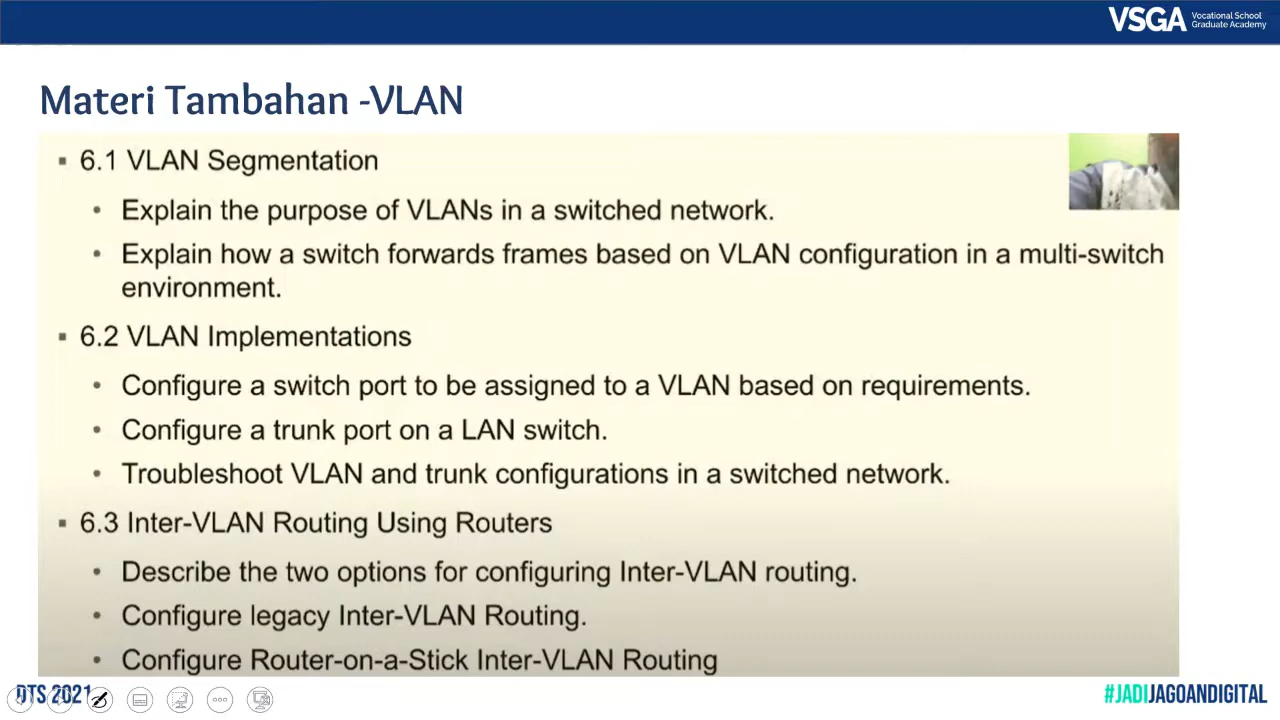 VSGA Vocational School
Graduate Academy
Materi Tambahan -VLAN
▪ 6.1 VLAN Segmentation
• Explain the purpose of VLANs in a switched network.
• Explain how a switch forwards frames based on VLAN configuration in a multi-switch
environment.
▪ 6.2 VLAN Implementations
• Configure a switch port to be assigned to a VLAN based on requirements.
• Configure a trunk port on a LAN switch.
• Troubleshoot VLAN and trunk configurations in a switched network.
▪ 6.3 Inter-VLAN Routing Using Routers
• Describe the two options for configuring Inter-VLAN routing.
• Configure legacy Inter-VLAN Routing.
• Configure Router-on-a-Stick Inter-VLAN Routing
DTS 2021
#JADIJAGOANDIGITAL